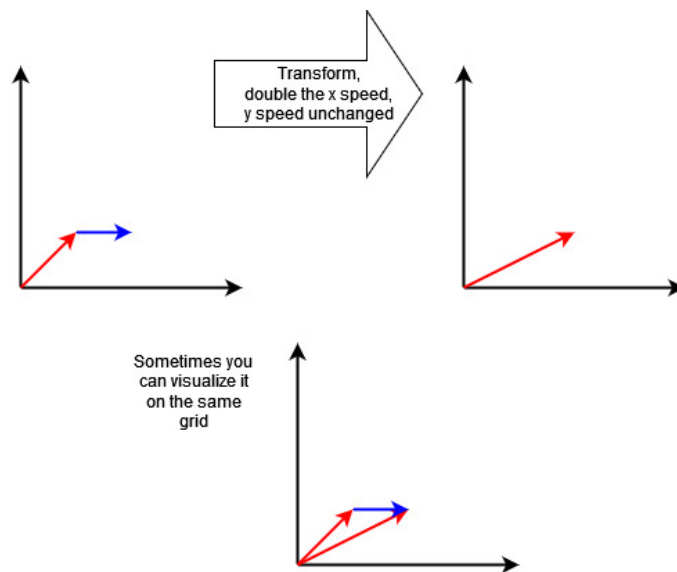 Transform,
double the x speed,
y speed unchanged
Sometimes you
can visualize it
on the same
grid